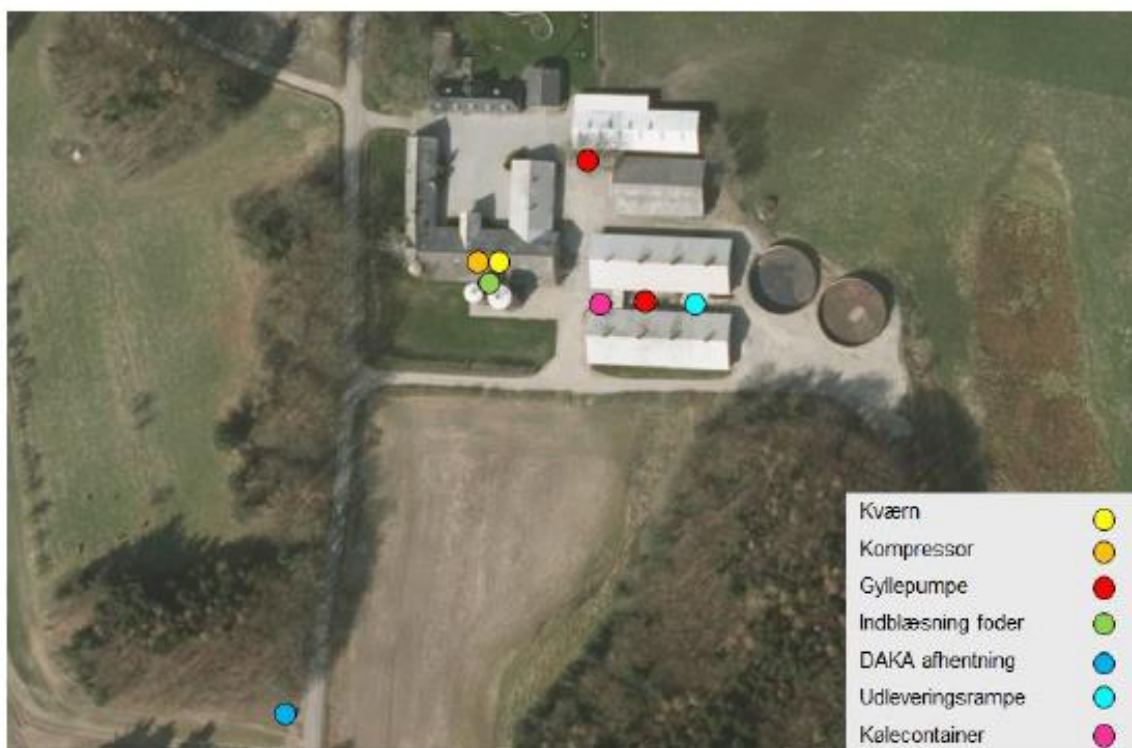 Kværn
Kompressor
Gyllepumpe
Indblæsning foder
DAKA afhentning
Udleveringsrampe
Kølecontainer